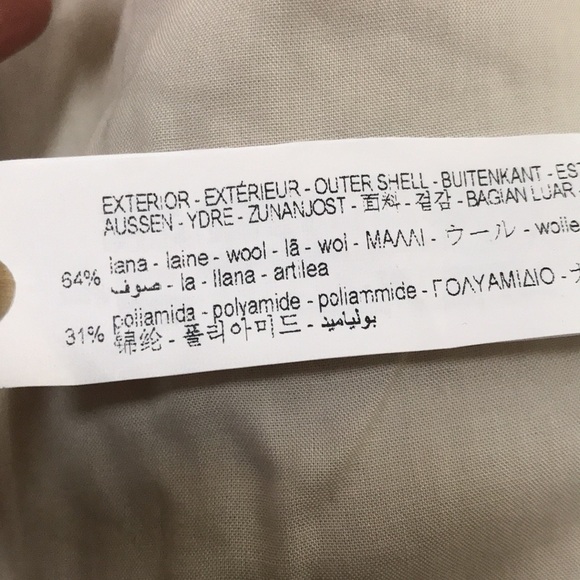 EXTERIOR - EXTÉRIEUR - OUTER SHELL - BUITENKANT - EST
AUSSEN - YDRE - ZUNANJOST - 面料 - 겉감 - BAGIAN LUAR
64% lana - laine - wool - lã - wol - ΜΑΛΛΙ - ウール - wolle
صوف - la - llana - artilea
31% poliamida - polyamide - poliammide - ΠΟΛΥΑΜΙΔΙΟ -
锦纶 - 폴리아미드 - بولياميد